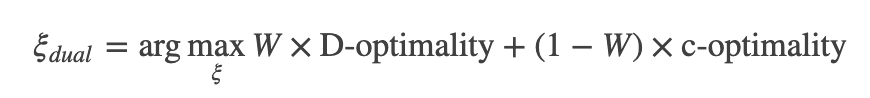 ξ_dual = arg max_ξ W × D-optimality + (1 − W) × c-optimality